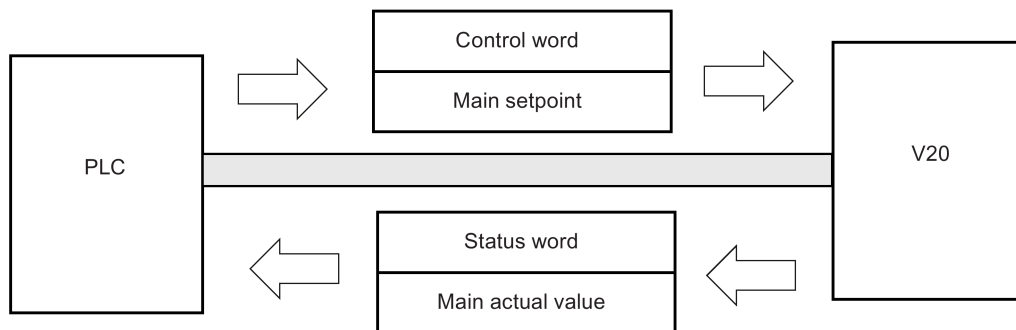 Control word
Main setpoint
PLC
V20
Status word
Main actual value